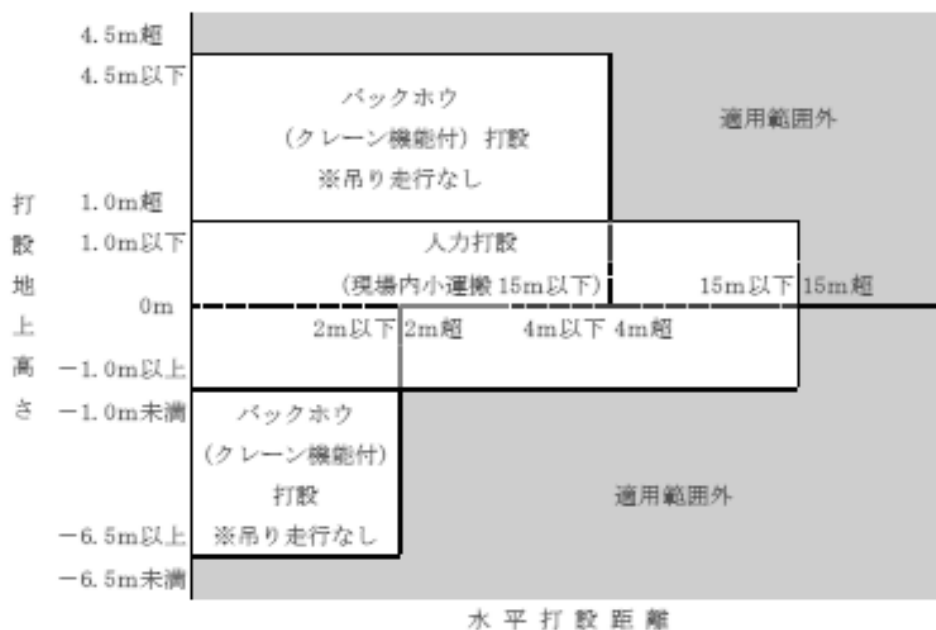 4.5m超
4.5m以下
バックホウ
(クレーン機能付) 打設
※吊り走行なし
適用範囲外
打設地上高さ
1.0m超
1.0m以下
人力打設
(現場内小運搬15m以下)
15m以下
15m超
0m
2m以下
2m超
4m以下
4m超
-1.0m以上
-1.0m未満
バックホウ
(クレーン機能付)
打設
※吊り走行なし
適用範囲外
-6.5m以上
-6.5m未満
水平打設距離